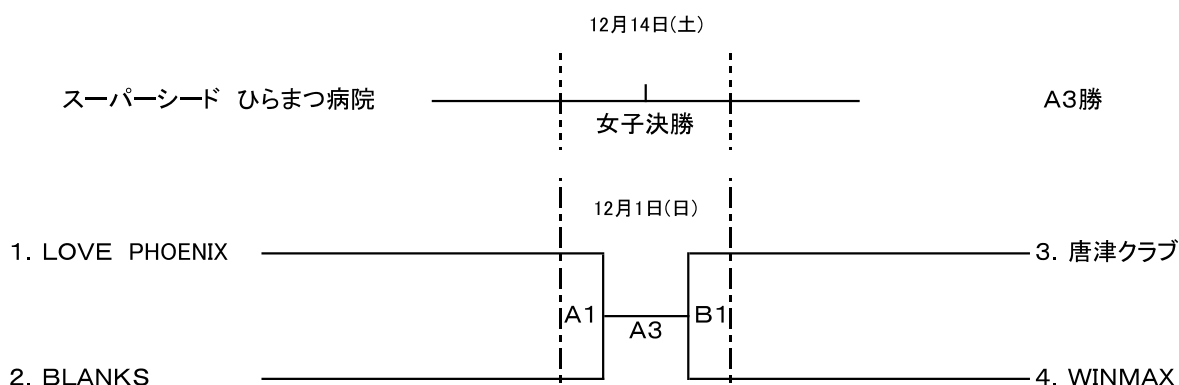 12月14日(土)
スーパーシード ひらまつ病院
A3勝
女子決勝
12月1日(日)
1. LOVE PHOENIX
3. 唐津クラブ
A1
A3
B1
2. BLANKS
4. WINMAX